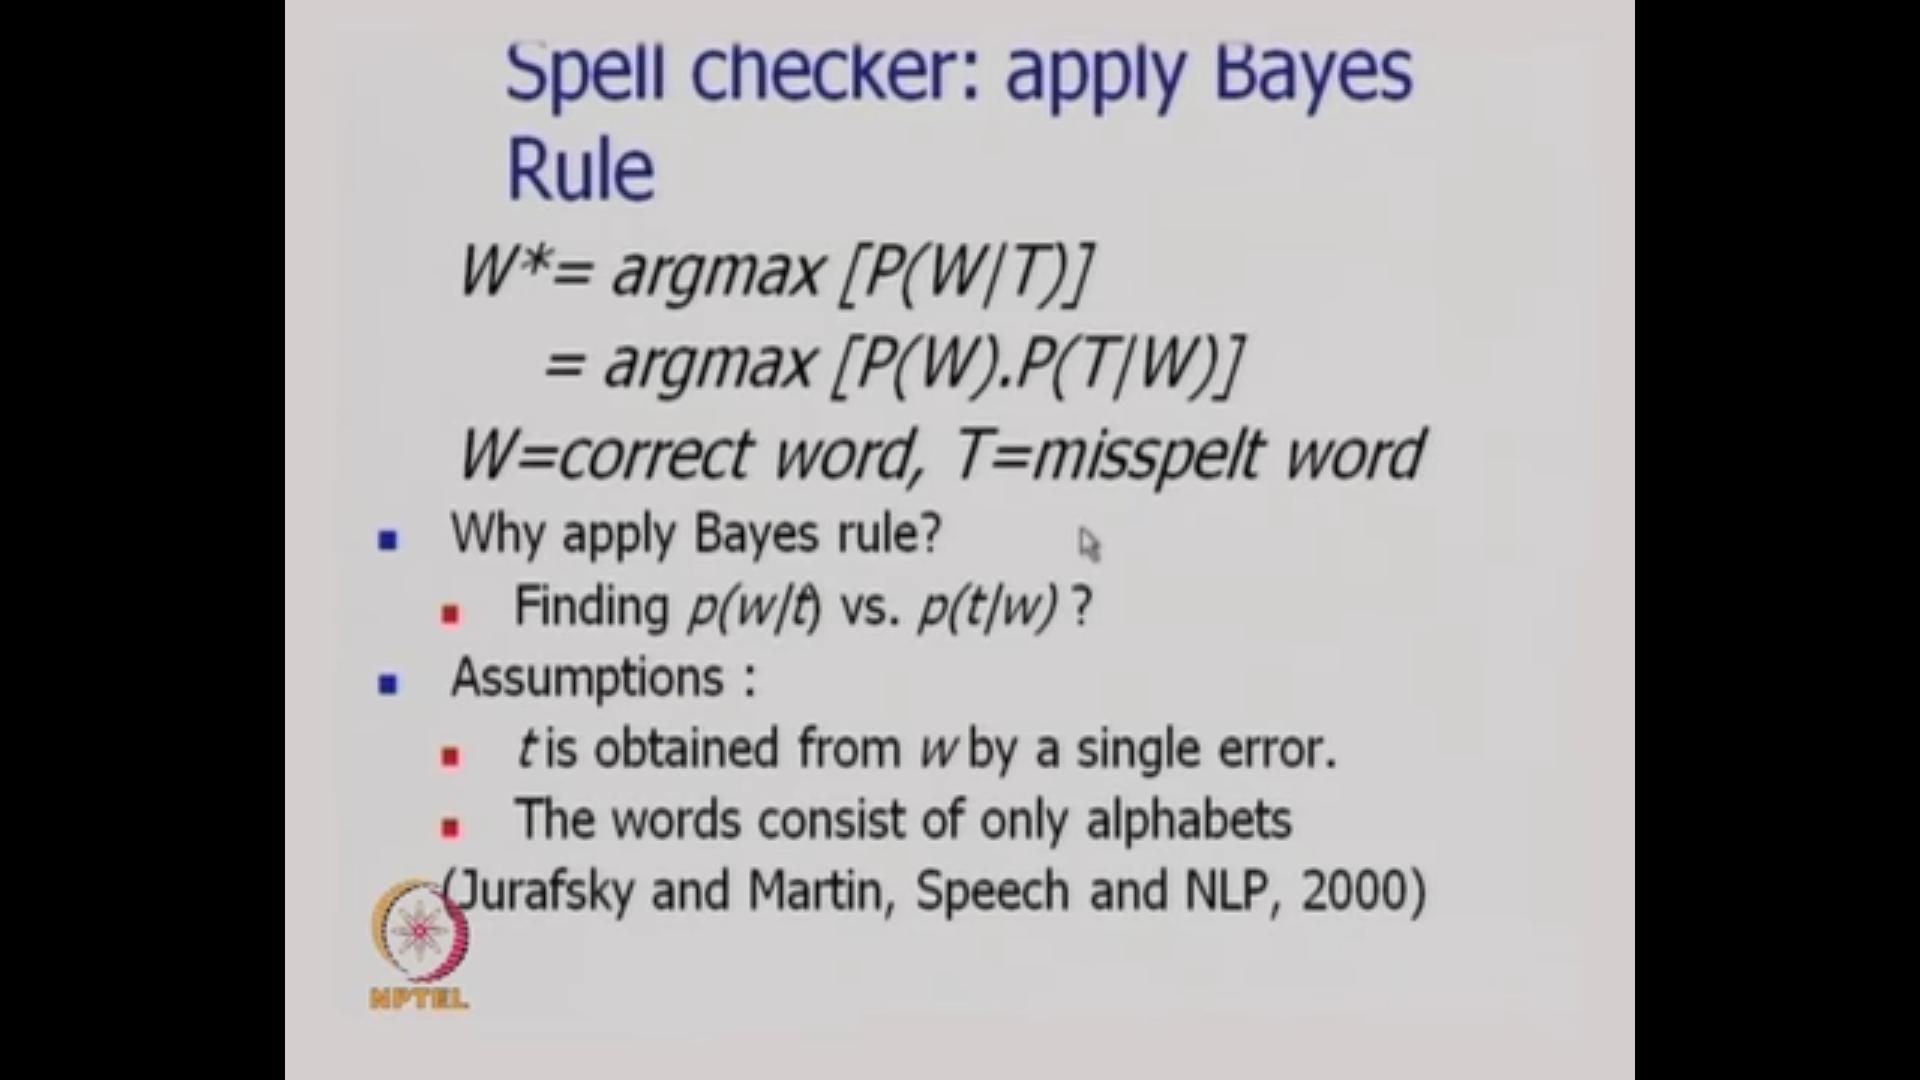 Spell checker: apply Bayes
Rule
W*= argmax [P(W|T)]
= argmax [P(W).P(T|W)]
W=correct word, T=misspelt word
Why apply Bayes rule?
Finding p(w|t) vs. p(t|w) ?
Assumptions :
t is obtained from w by a single error.
The words consist of only alphabets
(Jurafsky and Martin, Speech and NLP, 2000)
NPTEL